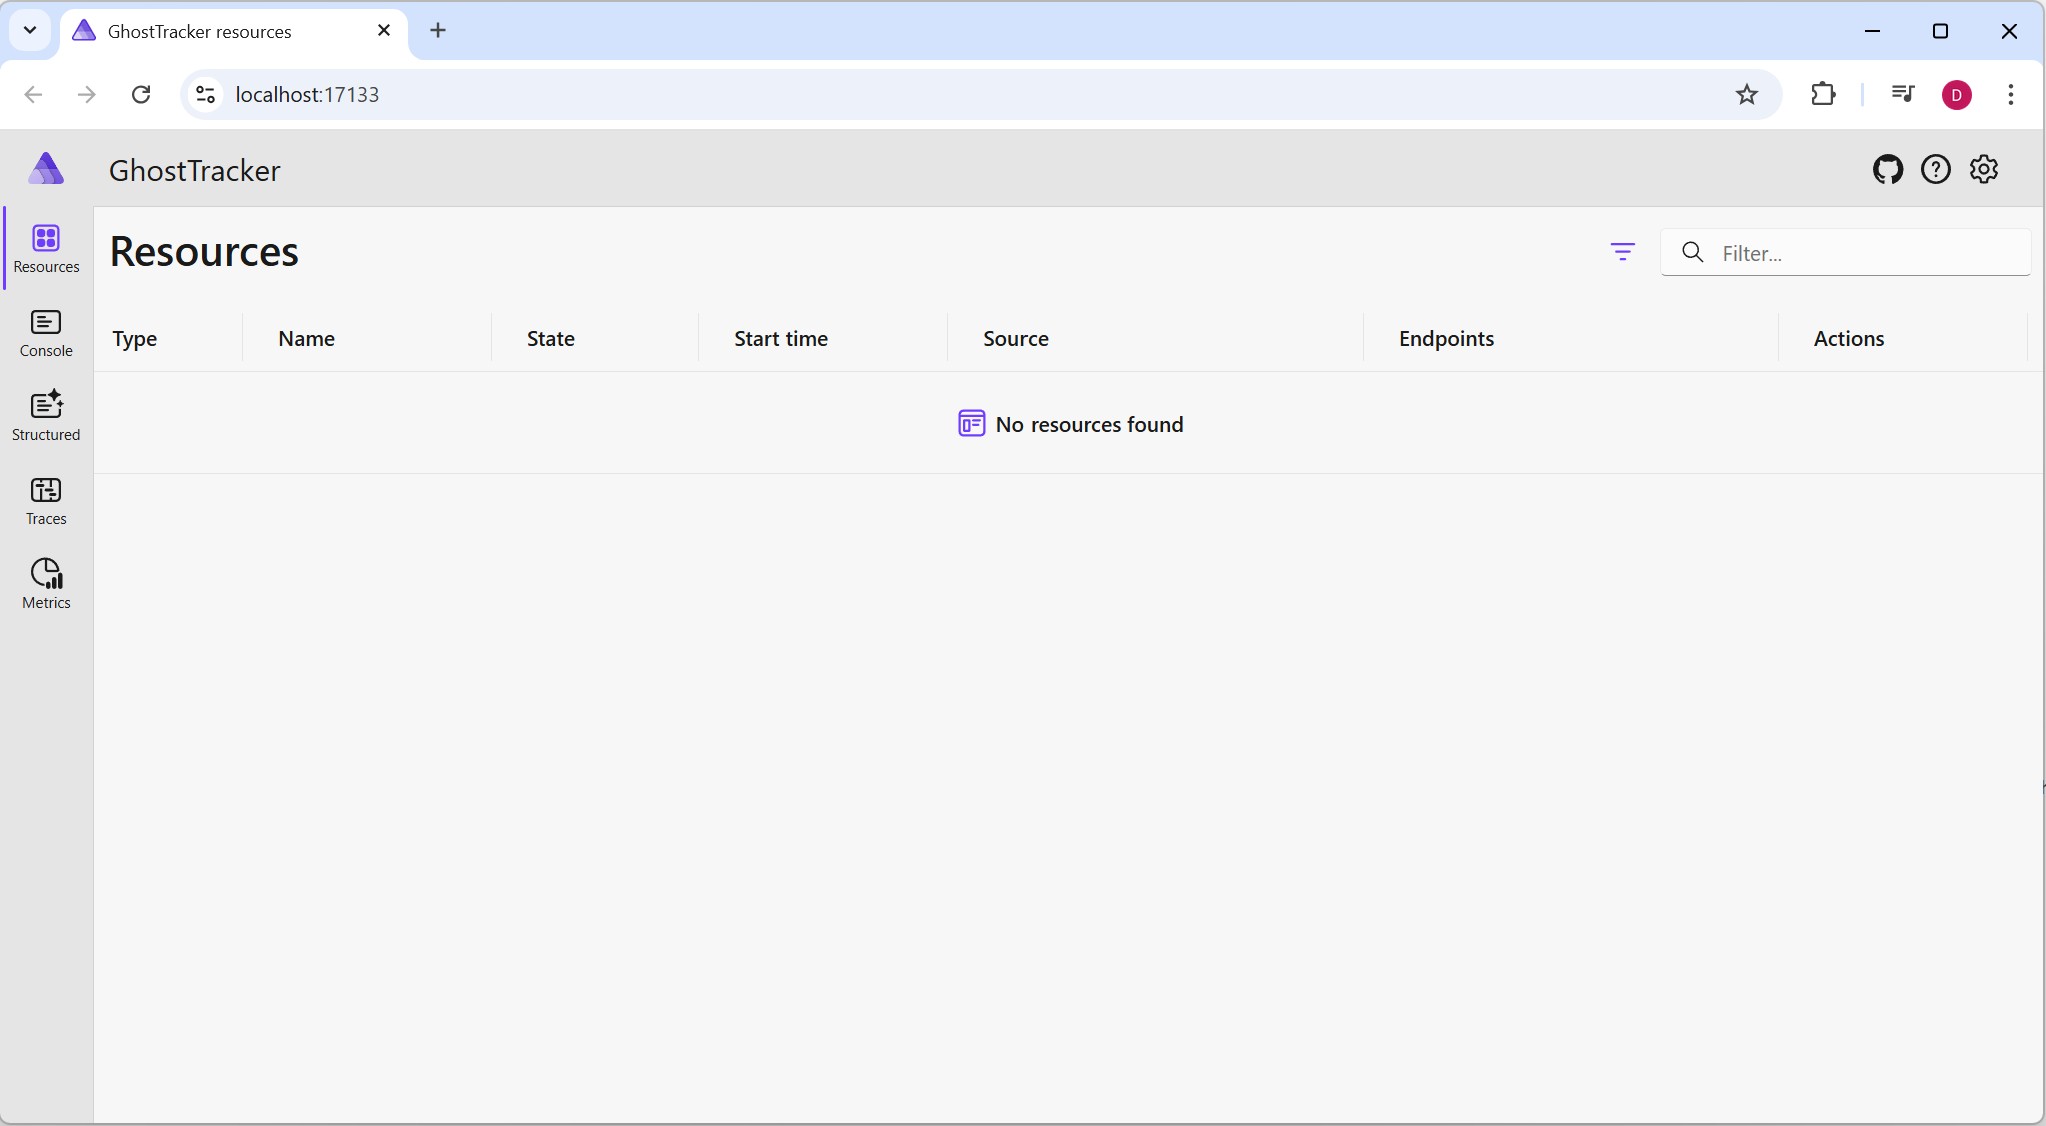 GhostTracker resources
localhost:17133
D
GhostTracker
Resources
Console
Structured
Traces
Metrics
Resources
Filter...
Type Name State Start time Source Endpoints Actions
No resources found